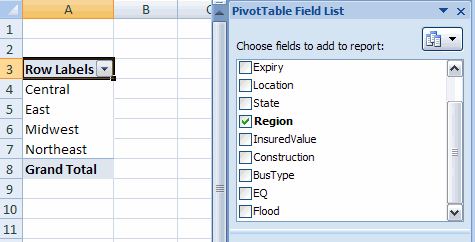 A B C
1
2
3 Row Labels
4 Central
5 East
6 Midwest
7 Northeast
8 Grand Total
9
10
11
PivotTable Field List
Choose fields to add to report:
Expiry
Location
State
Region
InsuredValue
Construction
BusType
EQ
Flood